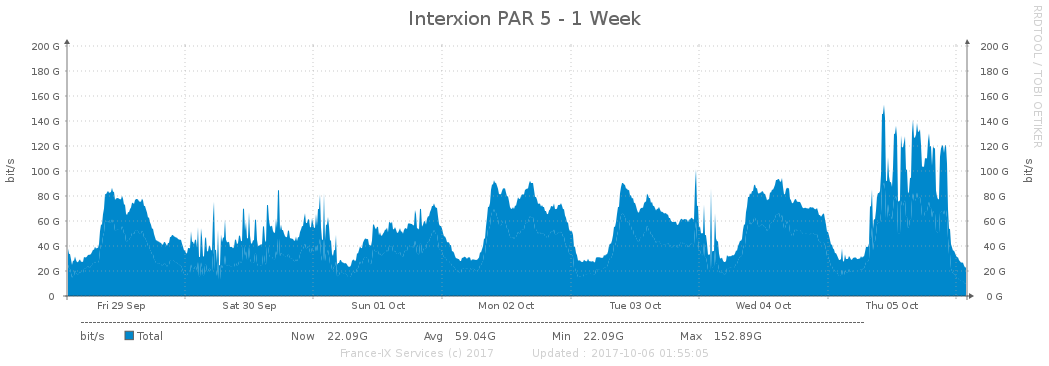 Interxion PAR 5 - 1 Week
RRDTOOL / TOBI OETIKER
bit/s
200 G 200 G
180 G 180 G
160 G 160 G
140 G 140 G
120 G 120 G
100 G 100 G
80 G 80 G
60 G 60 G
40 G 40 G
20 G 20 G
0 0 G
bit/s
Fri 29 Sep Sat 30 Sep Sun 01 Oct Mon 02 Oct Tue 03 Oct Wed 04 Oct Thu 05 Oct
bit/s Total Now 22.09G Avg 59.04G Min 22.09G Max 152.89G
France-IX Services (c) 2017 Updated : 2017-10-06 01:55:05